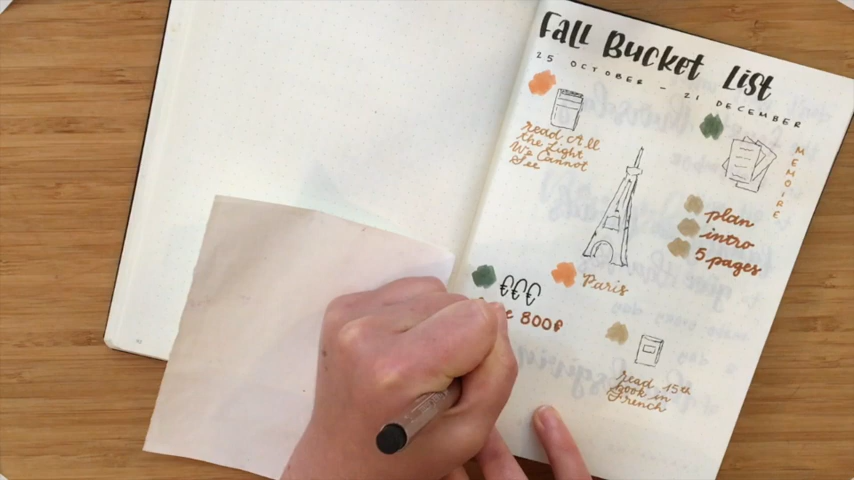 Fall Bucket List
25 OCTOBER - 21 DECEMBER
read All
the Light
We Cannot
See
MEMOIRE
plan
intro
5 pages
Paris
€€€
800€
read 15th
book in
French